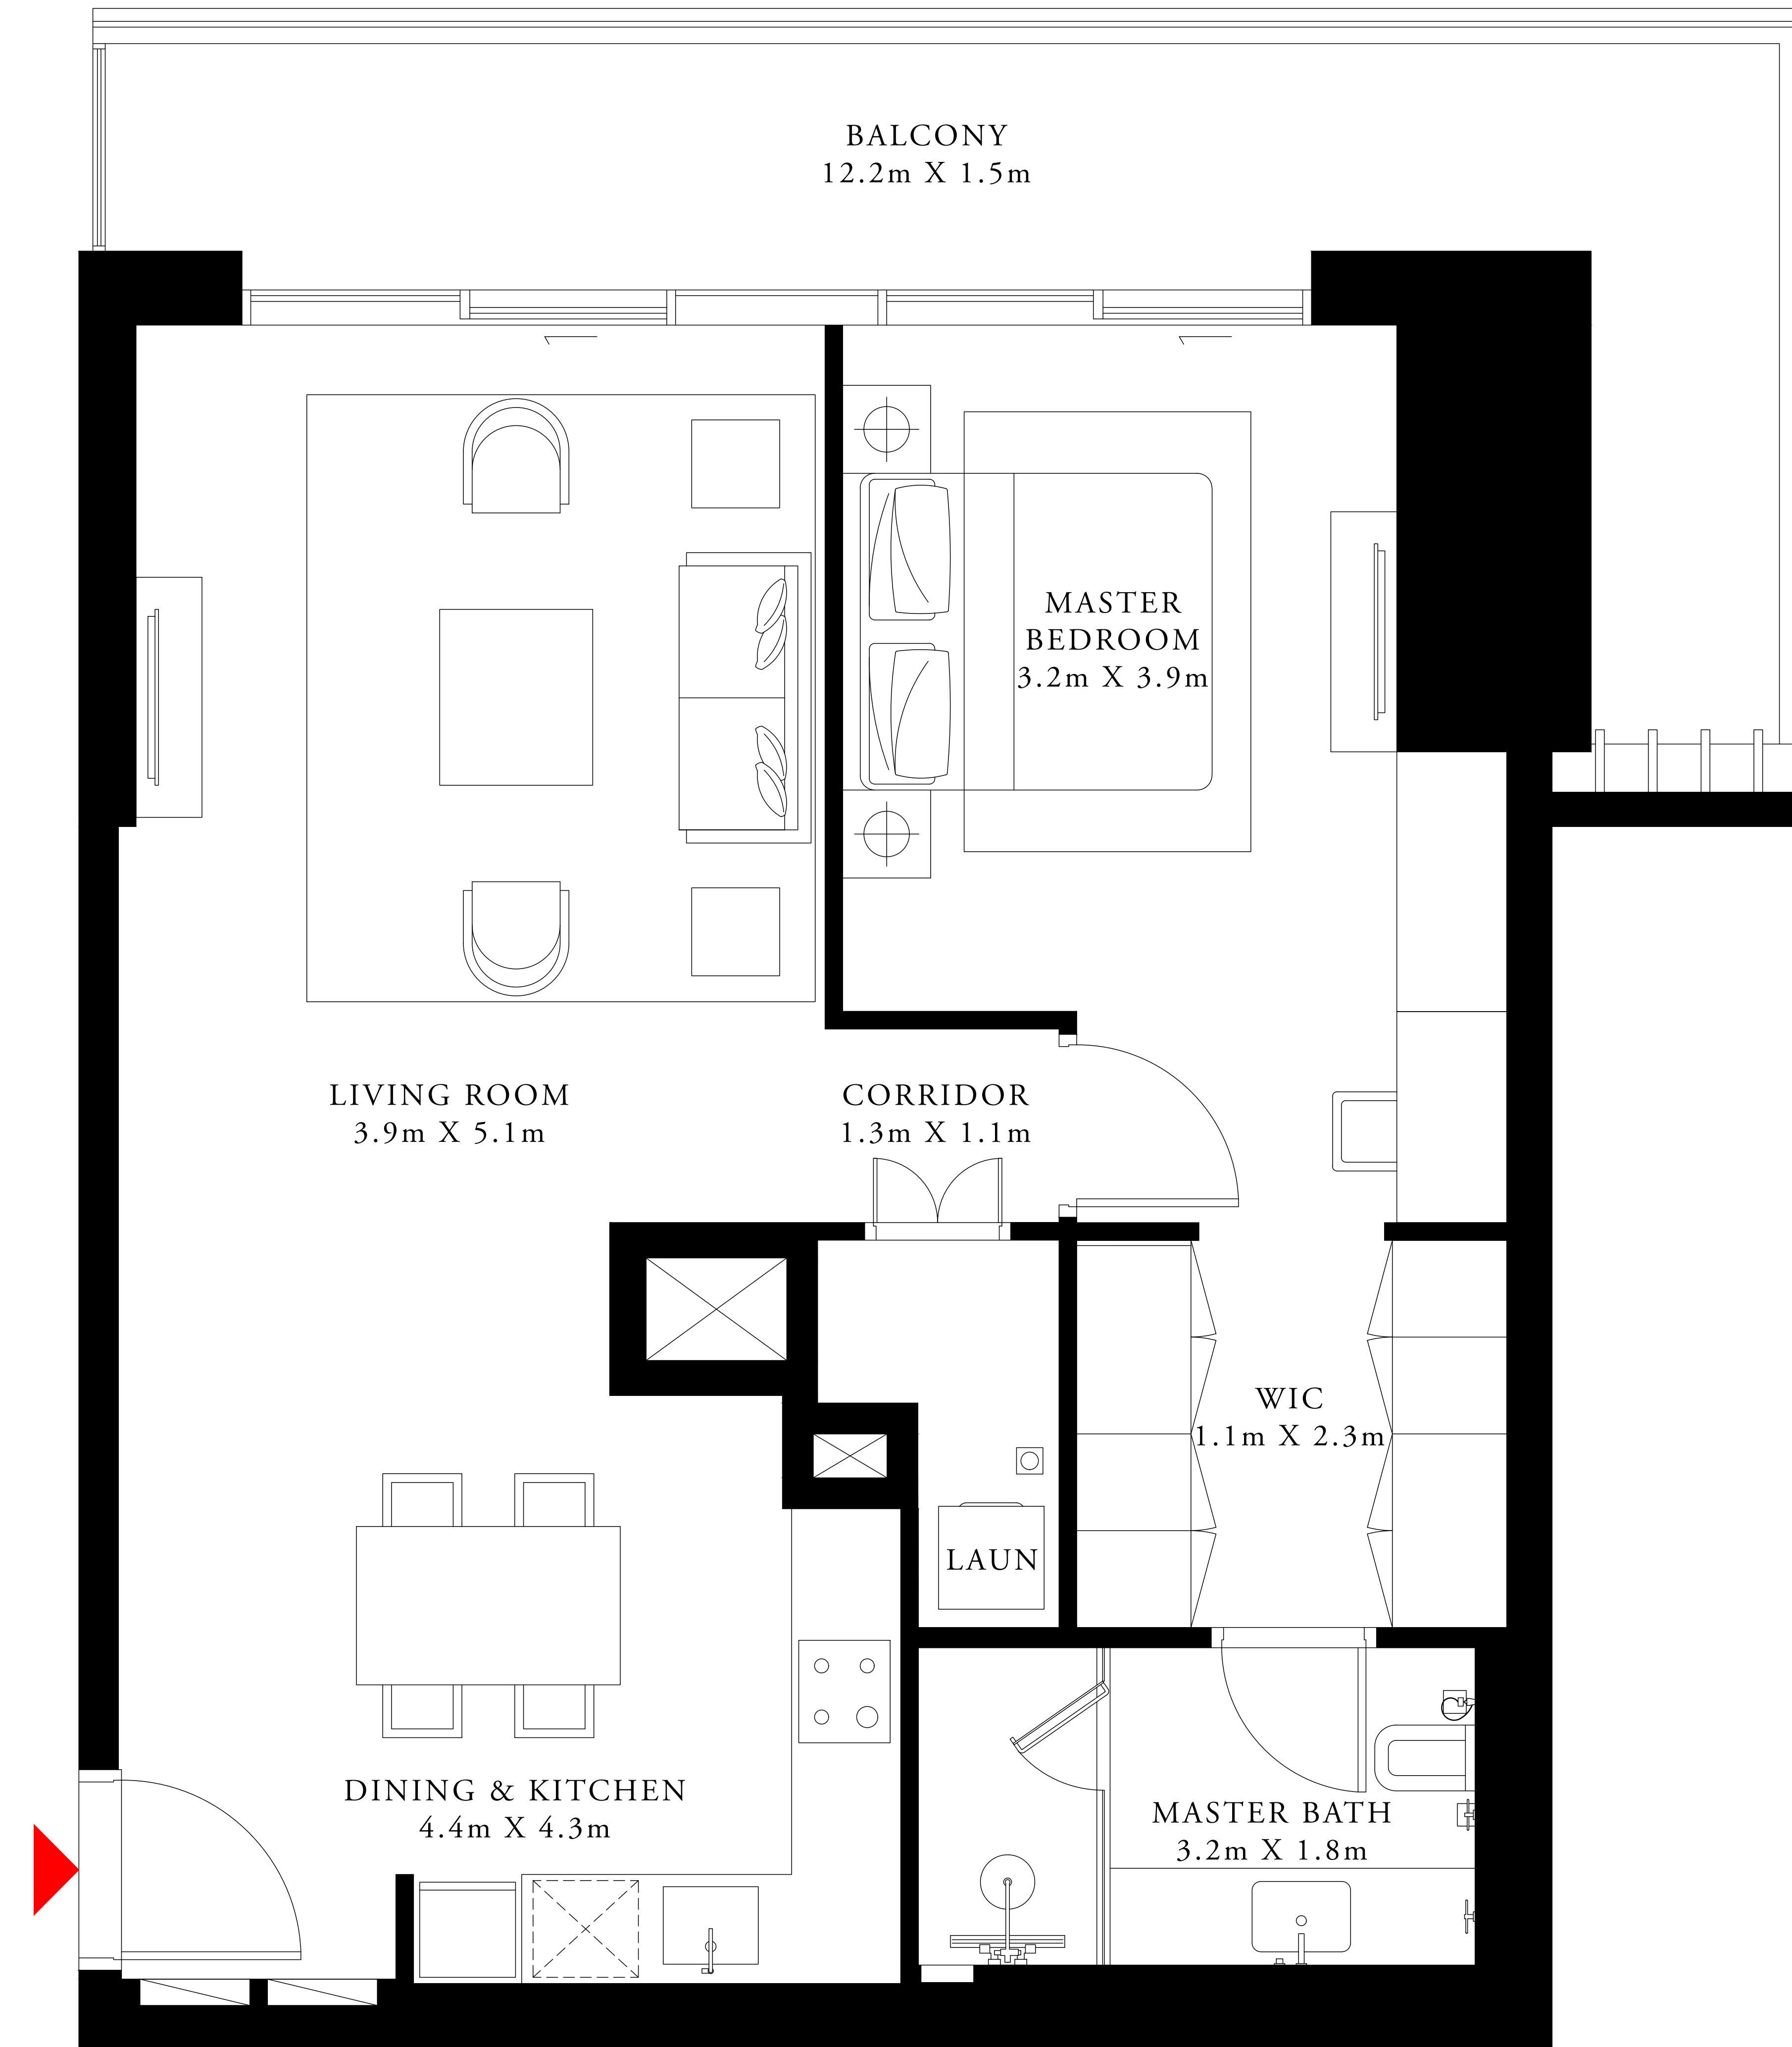 BALCONY
12.2m X 1.5m
MASTER
BEDROOM
3.2m X 3.9m
LIVING ROOM
3.9m X 5.1m
CORRIDOR
1.3m X 1.1m
WIC
1.1m X 2.3m
LAUN
DINING & KITCHEN
4.4m X 4.3m
MASTER BATH
3.2m X 1.8m